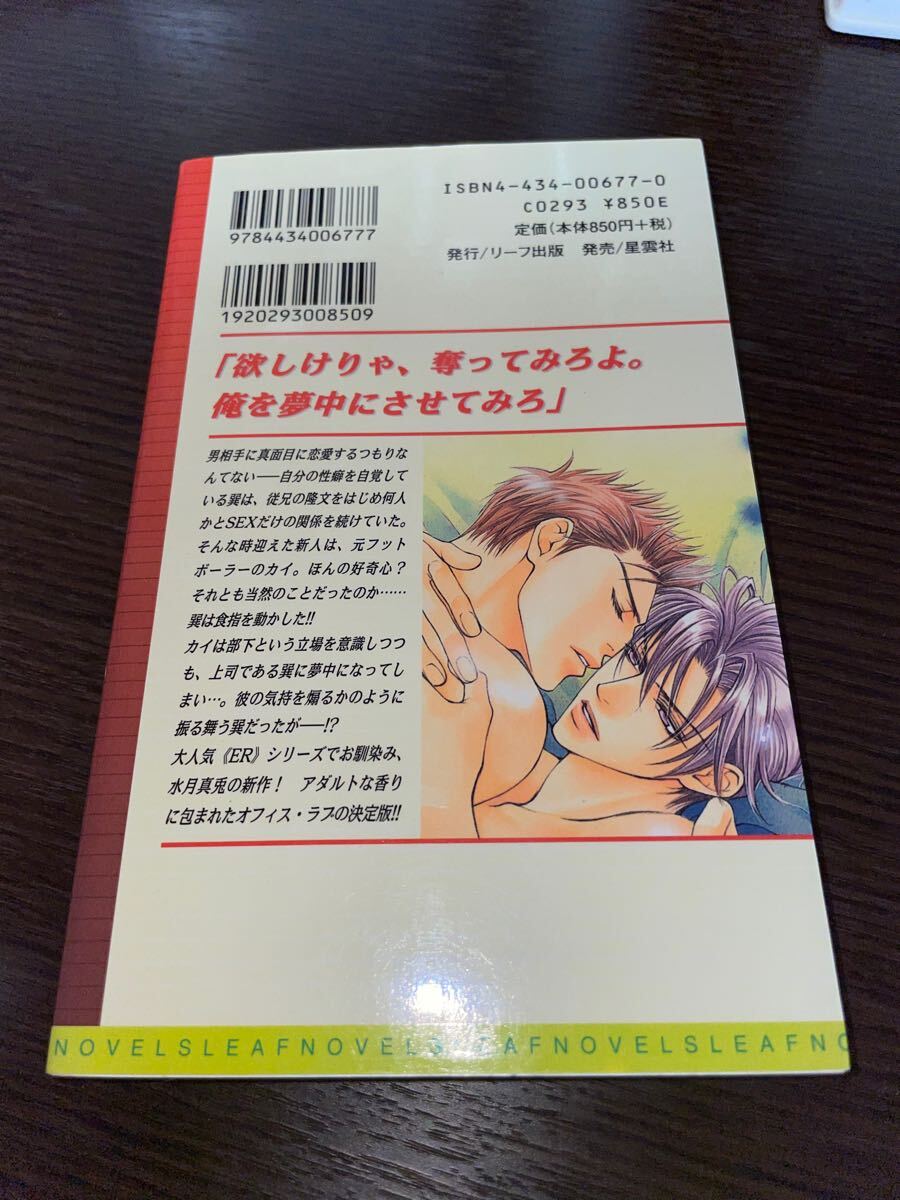 ISBN4-434-00677-0
C0293 ¥850E
定価(本体850円+税)
発行/リーフ出版 発売/星雲社
9784434006777
1920293008509
「欲しけりゃ、奪ってみろよ。
俺を夢中にさせてみろ」
男相手に真面目に恋愛するつもりな
んてない──自分の性癖を自覚して
いる巽は、従兄の隆文をはじめ何人
かとSEXだけの関係を続けていた。
そんな時迎えた新人は、元フット
ボーラーのカイ。ほんの好奇心?
それとも当然のことだったのか……
巽は食指を動かした!!
カイは部下という立場を意識しつつ
も、上司である巽に夢中になってし
まい…。彼の気持を煽るかのように
振る舞う巽だったが──!?
大人気《ER》シリーズでお馴染み、
水月真兎の新作! アダルトな香り
に包まれたオフィス・ラブの決定版!!
NOVELSLEAFNOVELS AFNOVELSLEAFNO